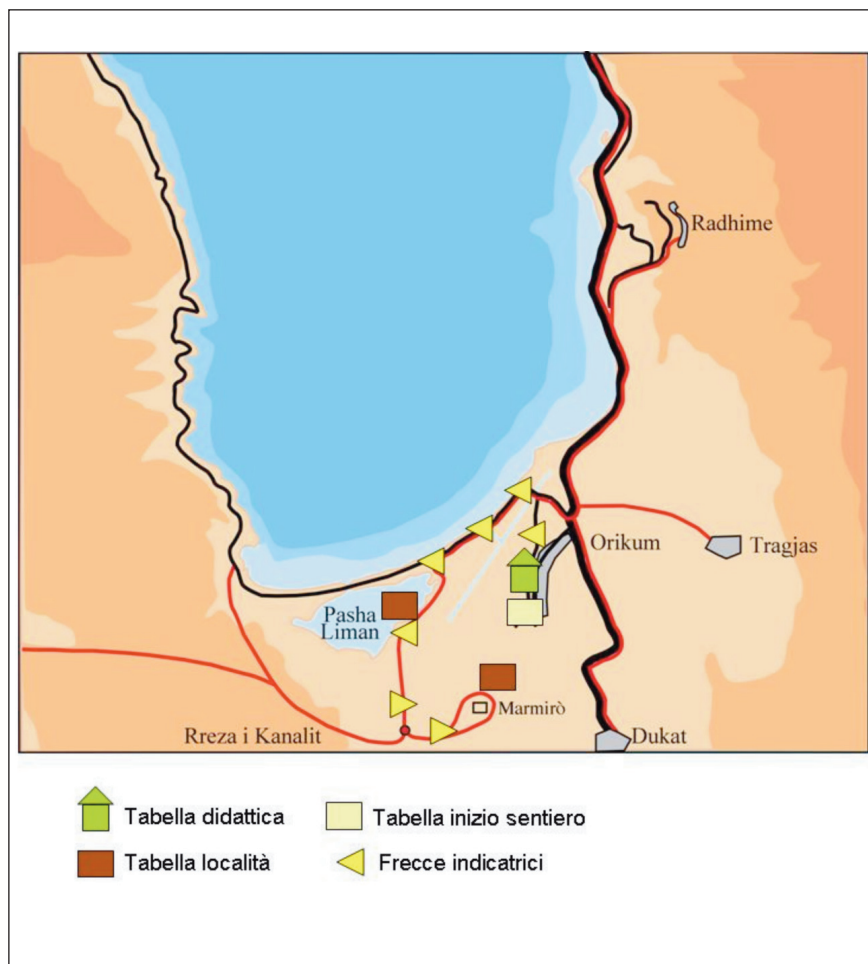 Radhime
Orikum
Tragjas
Pasha
Liman
Marmirò
Rreza i Kanalit
Dukat
Tabella didattica
Tabella inizio sentiero
Tabella località
Frecce indicatrici